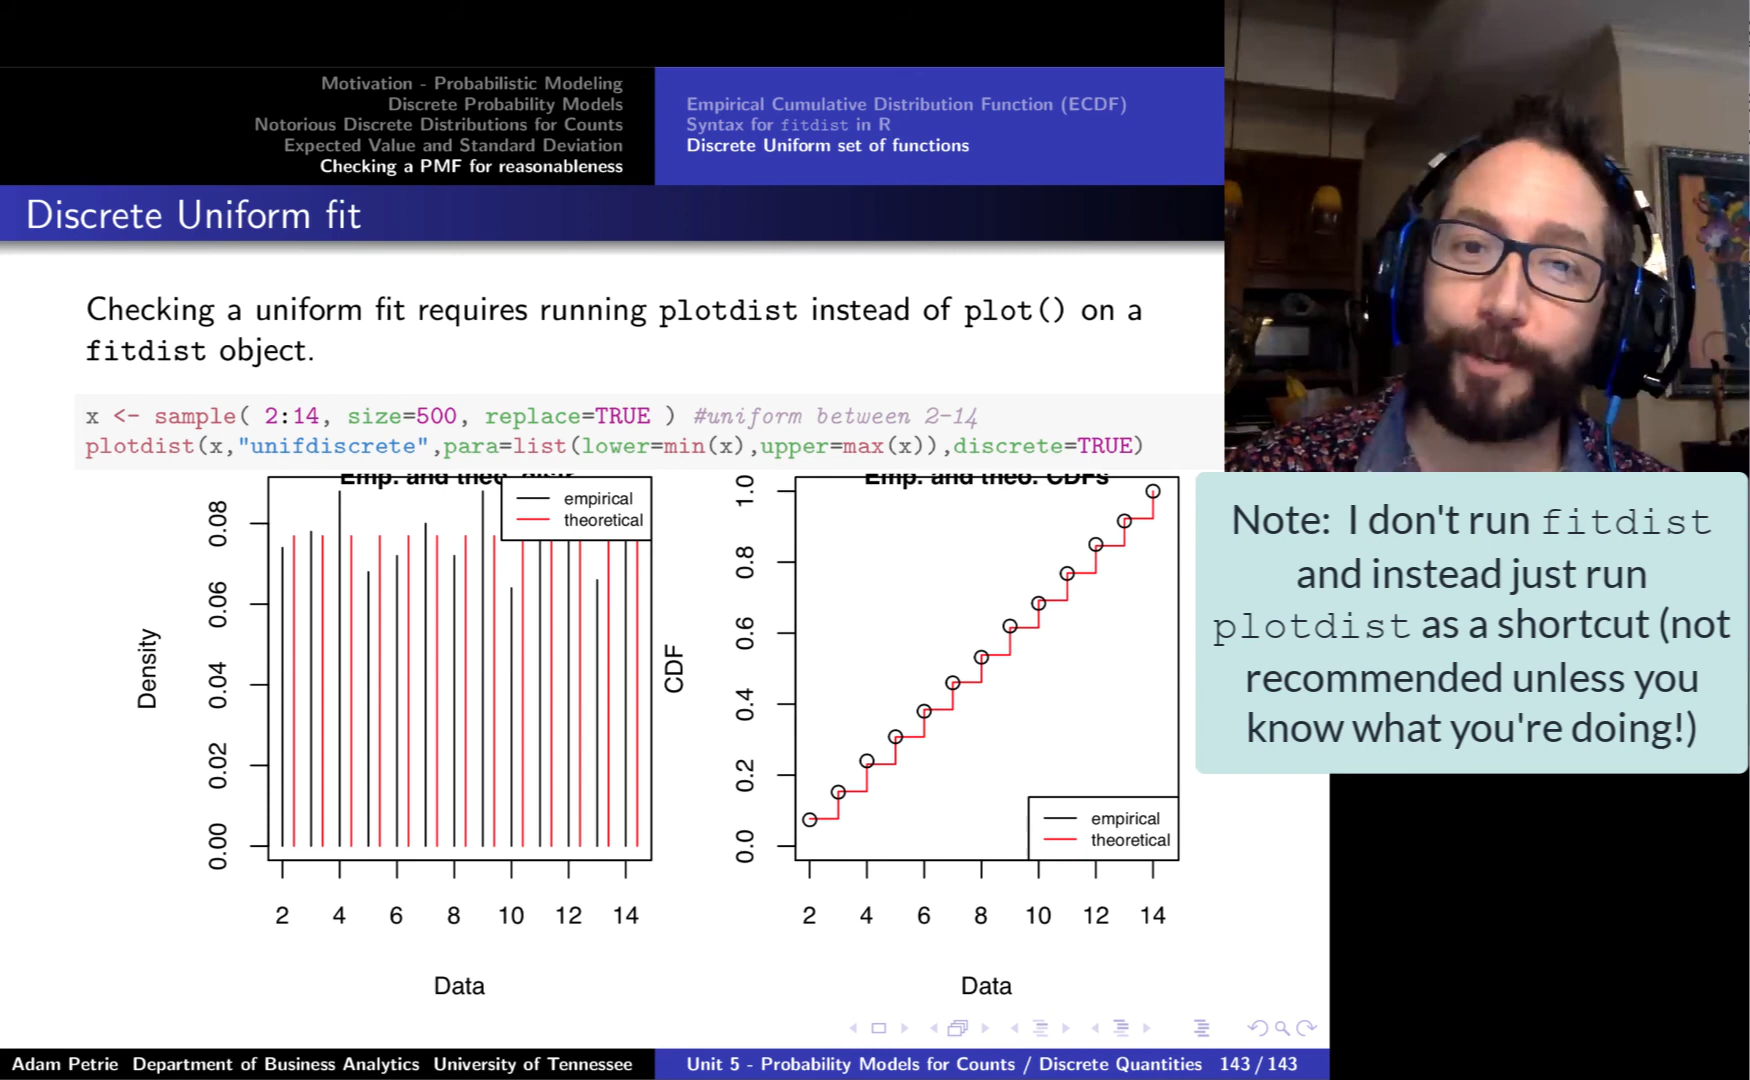 Motivation - Probabilistic Modeling
Discrete Probability Models
Notorious Discrete Distributions for Counts
Expected Value and Standard Deviation
Checking a PMF for reasonableness
Empirical Cumulative Distribution Function (ECDF)
Syntax for fitdist in R
Discrete Uniform set of functions
Discrete Uniform fit
Checking a uniform fit requires running plotdist instead of plot() on a
fitdist object.
x <- sample( 2:14, size=500, replace=TRUE ) #uniform between 2-14
plotdist(x,"unifdiscrete",para=list(lower=min(x),upper=max(x)),discrete=TRUE)
Emp. and theo.
empirical
theoretical
Density
0.00 0.02 0.04 0.06 0.08
2 4 6 8 10 12 14
Data
Emp. and theo. CDFs
CDF
0.0 0.2 0.4 0.6 0.8 1.0
empirical
theoretical
2 4 6 8 10 12 14
Data
Note: I don't run fitdist
and instead just run
plotdist as a shortcut (not
recommended unless you
know what you're doing!)
Adam Petrie Department of Business Analytics University of Tennessee
Unit 5 - Probability Models for Counts / Discrete Quantities 143 / 143